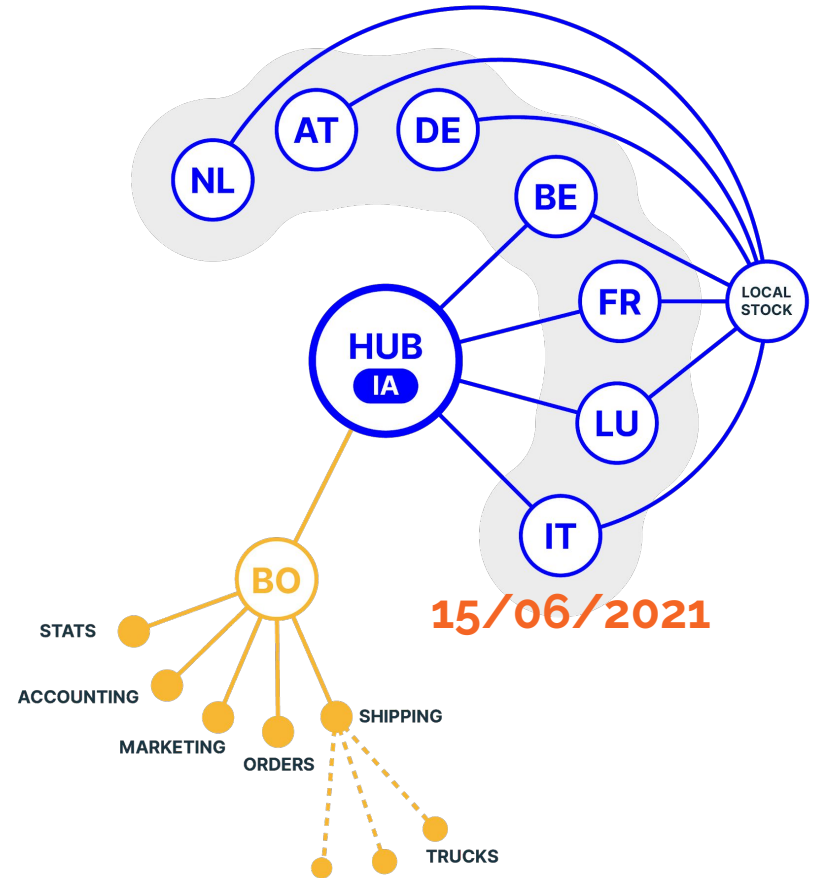 AT
DE
NL
BE
LOCAL
STOCK
FR
HUB
IA
LU
IT
BO
15/06/2021
STATS
ACCOUNTING
SHIPPING
MARKETING
ORDERS
TRUCKS